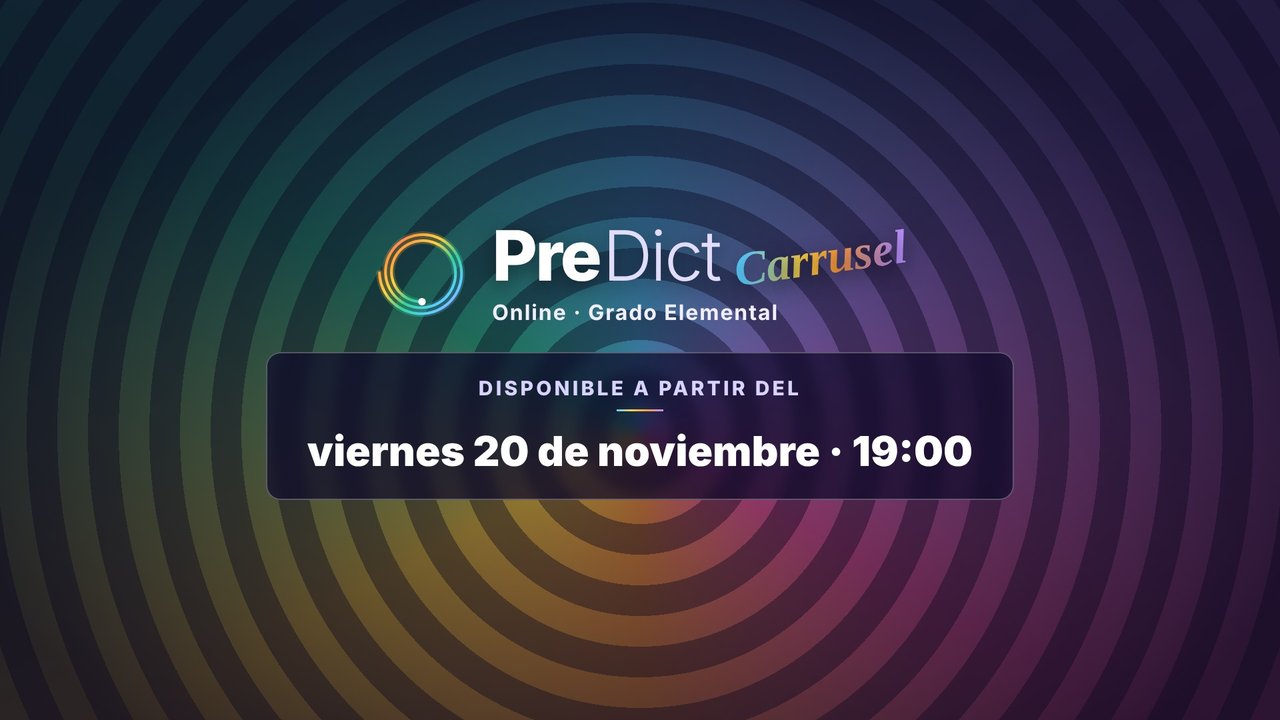 PreDict Carrusel
Online · Grado Elemental
DISPONIBLE A PARTIR DEL
viernes 20 de noviembre · 19:00